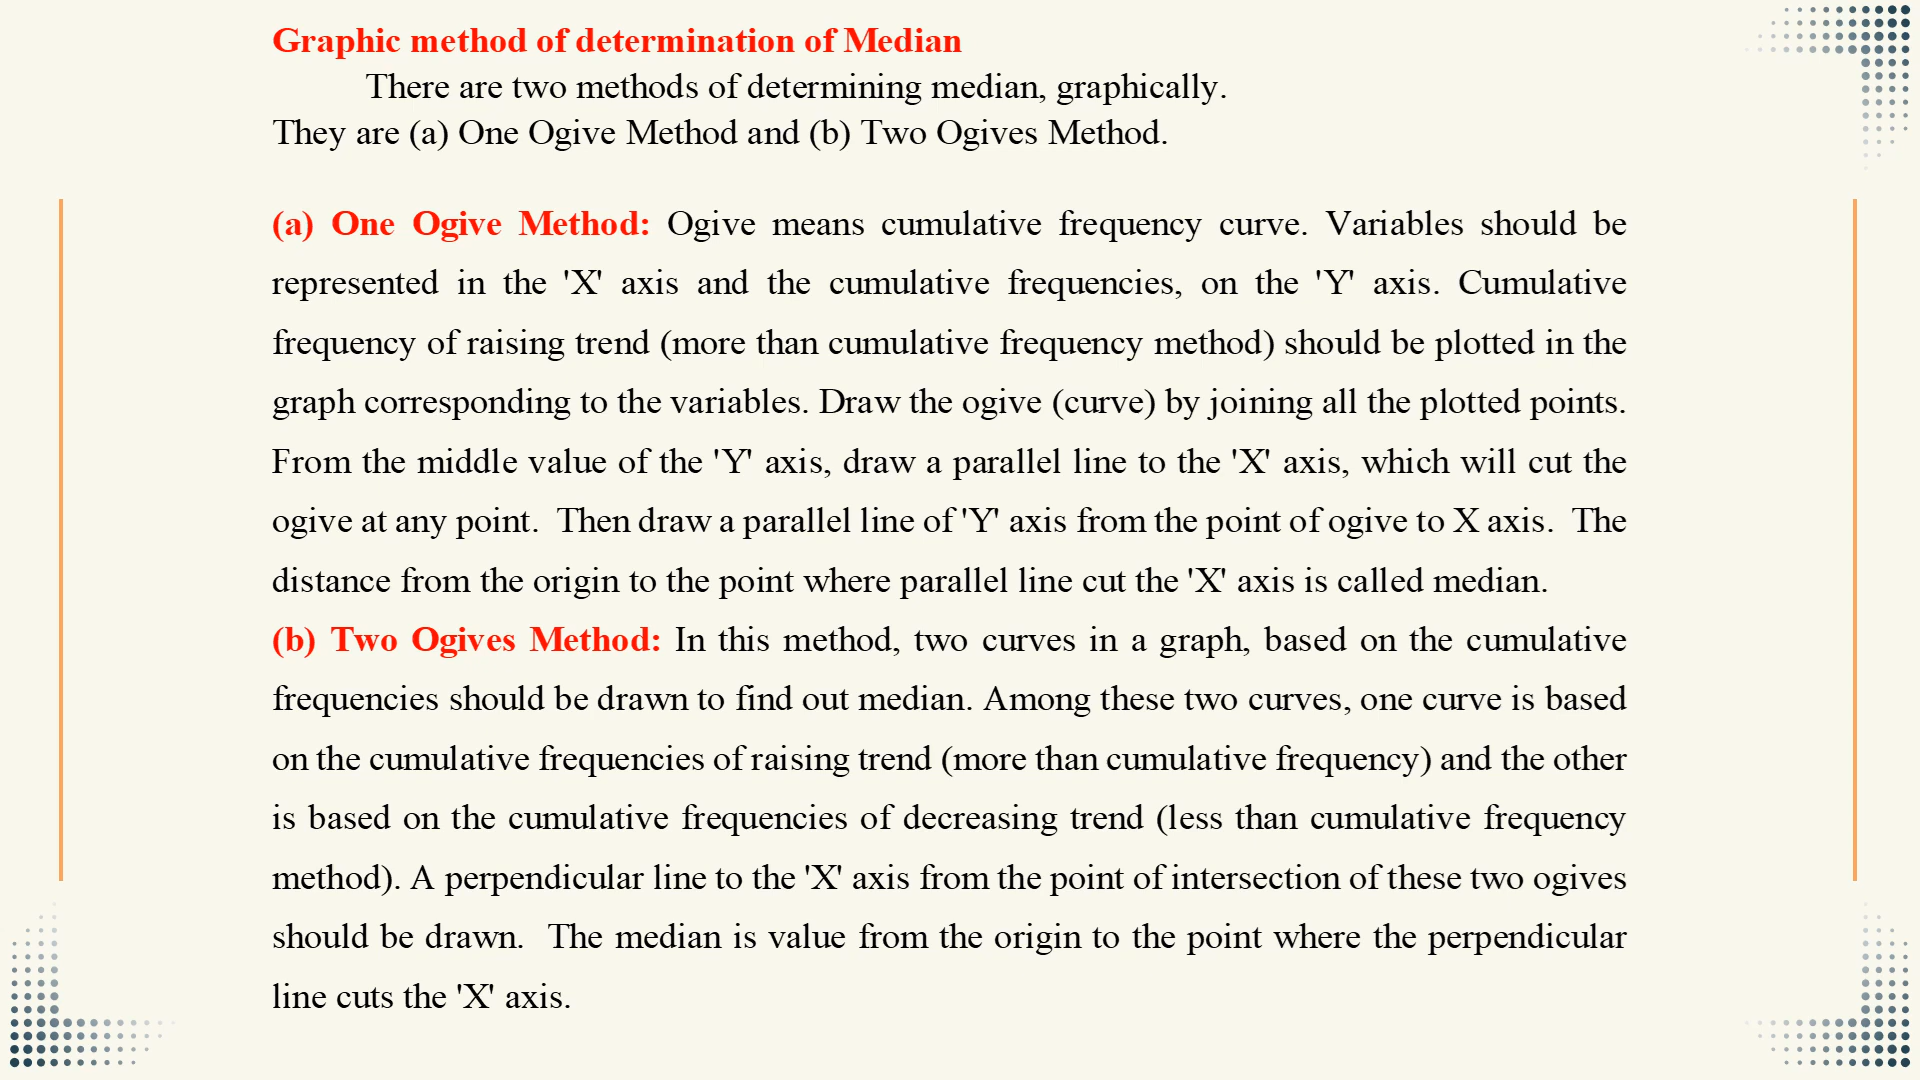 Graphic method of determination of Median
There are two methods of determining median, graphically.
They are (a) One Ogive Method and (b) Two Ogives Method.
(a) One Ogive Method: Ogive means cumulative frequency curve. Variables should be
represented in the 'X' axis and the cumulative frequencies, on the 'Y' axis. Cumulative
frequency of raising trend (more than cumulative frequency method) should be plotted in the
graph corresponding to the variables. Draw the ogive (curve) by joining all the plotted points.
From the middle value of the 'Y' axis, draw a parallel line to the 'X' axis, which will cut the
ogive at any point. Then draw a parallel line of 'Y' axis from the point of ogive to X axis. The
distance from the origin to the point where parallel line cut the 'X' axis is called median.
(b) Two Ogives Method: In this method, two curves in a graph, based on the cumulative
frequencies should be drawn to find out median. Among these two curves, one curve is based
on the cumulative frequencies of raising trend (more than cumulative frequency) and the other
is based on the cumulative frequencies of decreasing trend (less than cumulative frequency
method). A perpendicular line to the 'X' axis from the point of intersection of these two ogives
should be drawn. The median is value from the origin to the point where the perpendicular
line cuts the 'X' axis.